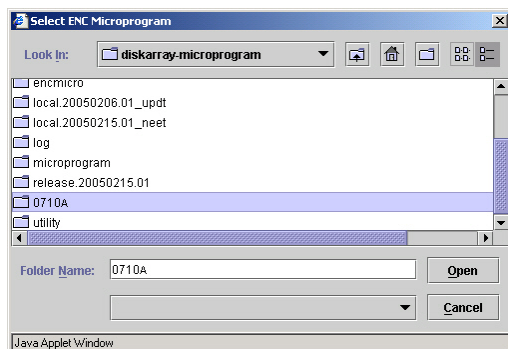 Select ENC Microprogram
Look In: diskarray-microprogram
encmicro
local.20050206.01_updt
local.20050215.01_neet
log
microprogram
release.20050215.01
0710A
utility
Folder Name: 0710A Open
Cancel
Java Applet Window